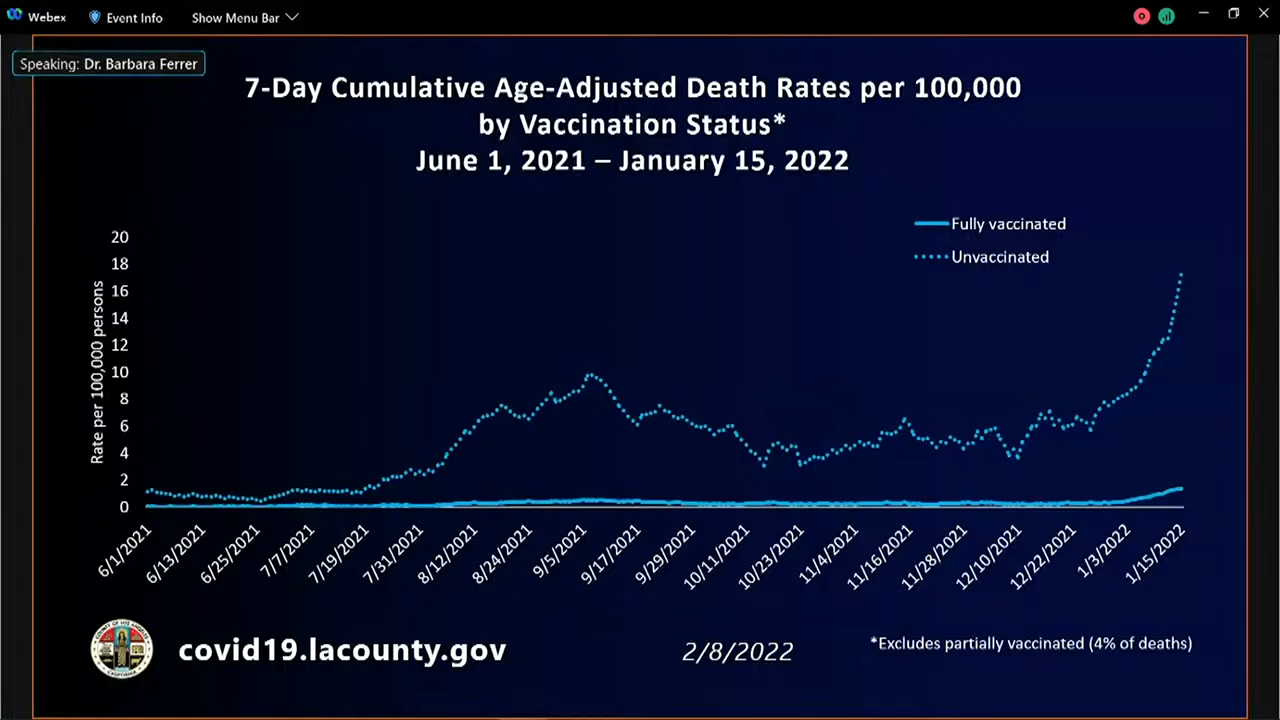 Webex
Event Info
Show Menu Bar
Speaking: Dr. Barbara Ferrer
7-Day Cumulative Age-Adjusted Death Rates per 100,000
by Vaccination Status*
June 1, 2021 – January 15, 2022
Fully vaccinated
Unvaccinated
Rate per 100,000 persons
20
18
16
14
12
10
8
6
4
2
0
6/1/2021
6/13/2021
6/25/2021
7/7/2021
7/19/2021
7/31/2021
8/12/2021
8/24/2021
9/5/2021
9/17/2021
9/29/2021
10/11/2021
10/23/2021
11/4/2021
11/16/2021
11/28/2021
12/10/2021
12/22/2021
1/3/2022
1/15/2022
covid19.lacounty.gov
2/8/2022
*Excludes partially vaccinated (4% of deaths)